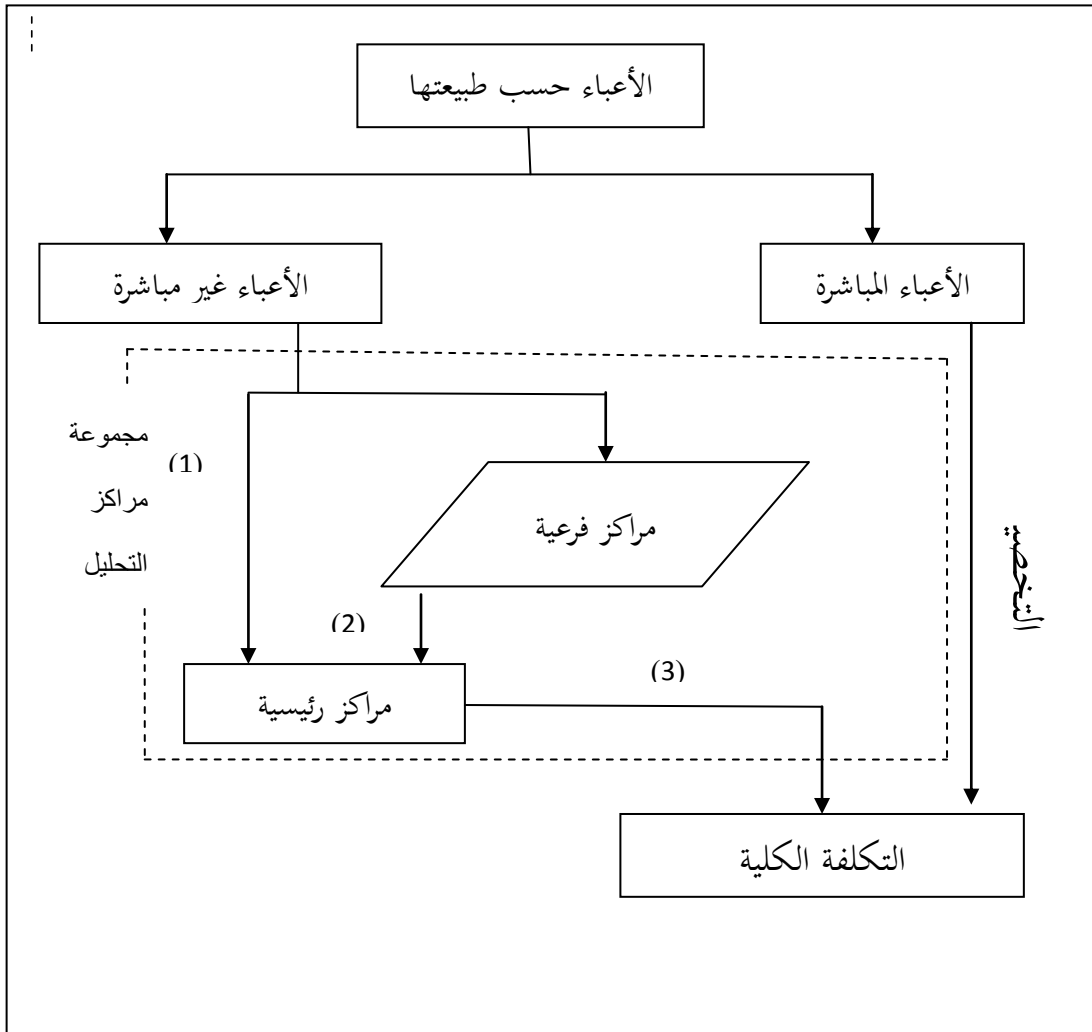 الأعباء حسب طبيعتها
الأعباء المباشرة
الأعباء غير مباشرة
مجموعة
(1)
مراكز
التحليل
مراكز فرعية
التخصيـ
(2)
(3)
مراكز رئيسية
التكلفة الكلية